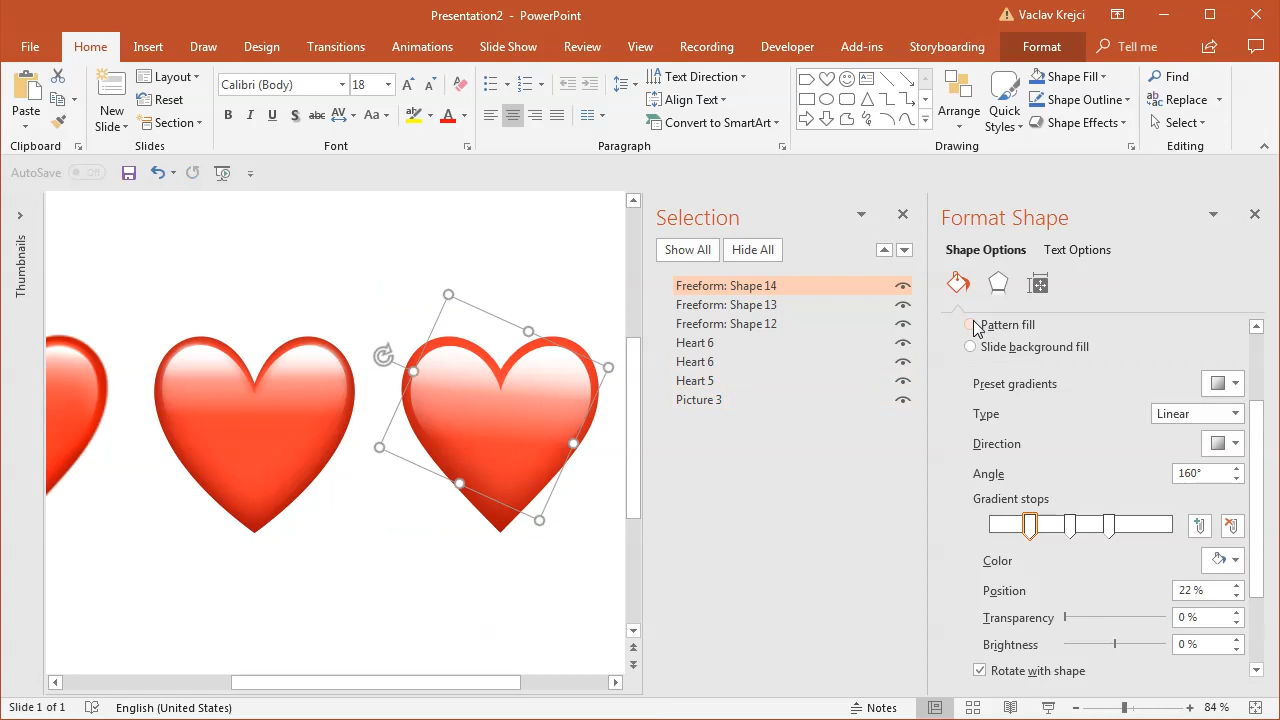 Presentation2 - PowerPoint
Vaclav Krejci
File Home Insert Draw Design Transitions Animations Slide Show Review View Recording Developer Add-ins Storyboarding Format Tell me
Paste
New Slide
Layout
Reset
Section
Calibri (Body) 18
B I U S abc AV Aa A A A A
Text Direction
Align Text
Convert to SmartArt
Arrange
Quick Styles
Shape Fill
Shape Outline
Shape Effects
Find
Replace
Select
Clipboard Slides Font Paragraph Drawing Editing
AutoSave Off
Thumbnails
Selection
Show All Hide All
Freeform: Shape 14
Freeform: Shape 13
Freeform: Shape 12
Heart 6
Heart 6
Heart 5
Picture 3
Format Shape
Shape Options Text Options
Pattern fill
Slide background fill
Preset gradients
Type Linear
Direction
Angle 160°
Gradient stops
Color
Position 22 %
Transparency 0 %
Brightness 0 %
Rotate with shape
Slide 1 of 1 English (United States) Notes 84 %